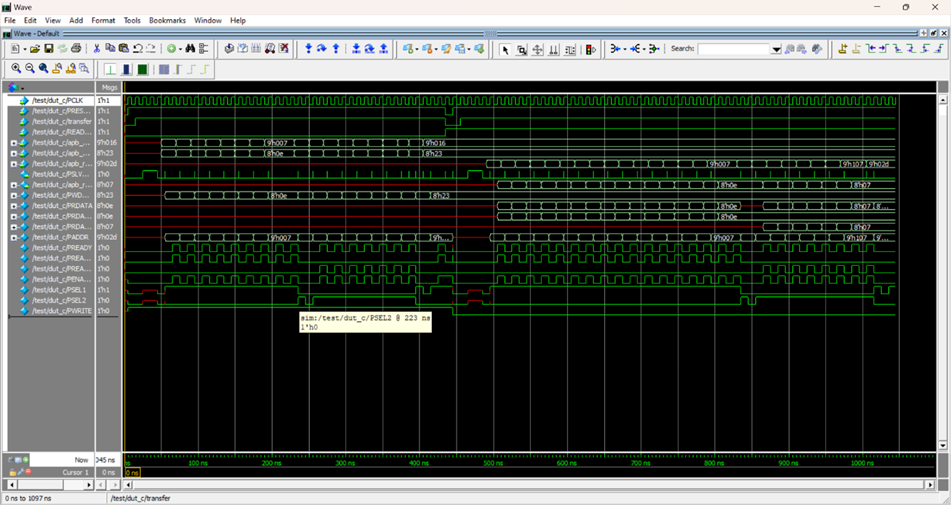 Wave
File Edit View Add Format Tools Bookmarks Window Help
Wave - Default
Search:
Msgs
/test/dut_c/PCLK 1'h1
/test/dut_c/PRES... 1'h1
/test/dut_c/transfer 1'h1
/test/dut_c/READ... 1'h1
/test/dut_c/apb_... 9'h016 9'h007 9'h016
/test/dut_c/apb_... 8'h23 8'h0e 8'h23
/test/dut_c/apb_r... 9'h02d 9'h007 9'h107 9'h02d
/test/dut_c/PSLV... 1'h0
/test/dut_c/apb_r... 8'h07 8'h0e 8'h07
/test/dut_c/PWD... 8'h23 8'h0e 8'h23
/test/dut_c/PRDATA 8'h0e 8'h0e 8'h07 8'...
/test/dut_c/PRDA... 8'h0e 8'h0e
/test/dut_c/PRDA... 8'h07 8'h07
/test/dut_c/PADDR 9'h02d 9'h007 9'h... 9'h007 9'h107 9'...
/test/dut_c/PREADY 1'h0
/test/dut_c/PREA... 1'h0
/test/dut_c/PREA... 1'h0
/test/dut_c/PENA... 1'h0
/test/dut_c/PSEL1 1'h1
/test/dut_c/PSEL2 1'h0
/test/dut_c/PWRITE 1'h0
sim:/test/dut_c/PSEL2 @ 223 ns
1'h0
Now 045 ns 100 ns 200 ns 300 ns 400 ns 500 ns 600 ns 700 ns 800 ns 900 ns 1000 ns
Cursor 1 0 ns 0 ns
0 ns to 1097 ns /test/dut_c/transfer